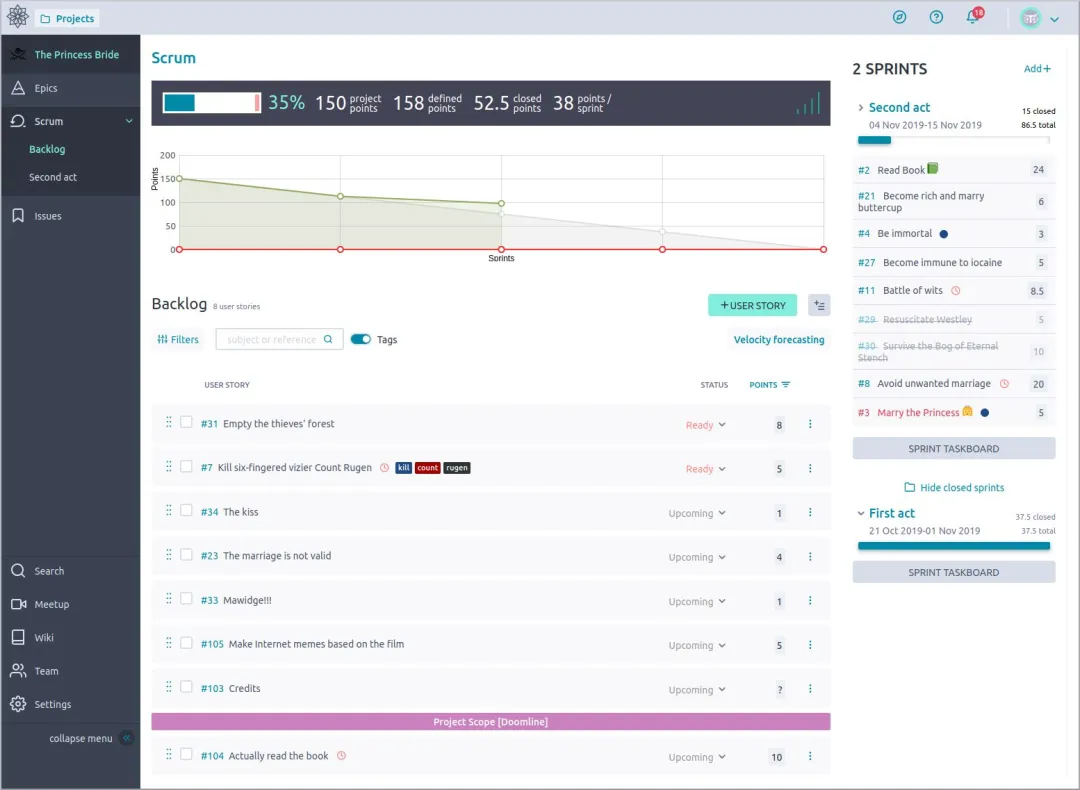 Projects
18
The Princess Bride
Epics
Scrum
Backlog
Second act
Issues
Search
Meetup
Wiki
Team
Settings
collapse menu
Scrum
35% 150 project points 158 defined points 52.5 closed points 38 points / sprint
Points
200
150
100
50
0
Sprints
Backlog 8 user stories
+ USER STORY
Filters
subject or reference
Tags
Velocity forecasting
USER STORY STATUS POINTS
#31 Empty the thieves' forest Ready 8
#7 Kill six-fingered vizier Count Rugen kill count rugen Ready 5
#34 The kiss Upcoming 1
#23 The marriage is not valid Upcoming 4
#33 Mawidge!!! Upcoming 1
#105 Make Internet memes based on the film Upcoming 5
#103 Credits Upcoming ?
Project Scope [Doomline]
#104 Actually read the book Upcoming 10
2 SPRINTS
Add+
Second act 15 closed
04 Nov 2019-15 Nov 2019 86.5 total
#2 Read Book 24
#21 Become rich and marry
buttercup 6
#4 Be immortal 3
#27 Become immune to iocaine 5
#11 Battle of wits 8.5
#29 Resuscitate Westley 5
#30 Survive the Bog of Eternal
Stench 10
#8 Avoid unwanted marriage 20
#3 Marry the Princess 5
SPRINT TASKBOARD
Hide closed sprints
First act 37.5 closed
21 Oct 2019-01 Nov 2019 37.5 total
SPRINT TASKBOARD